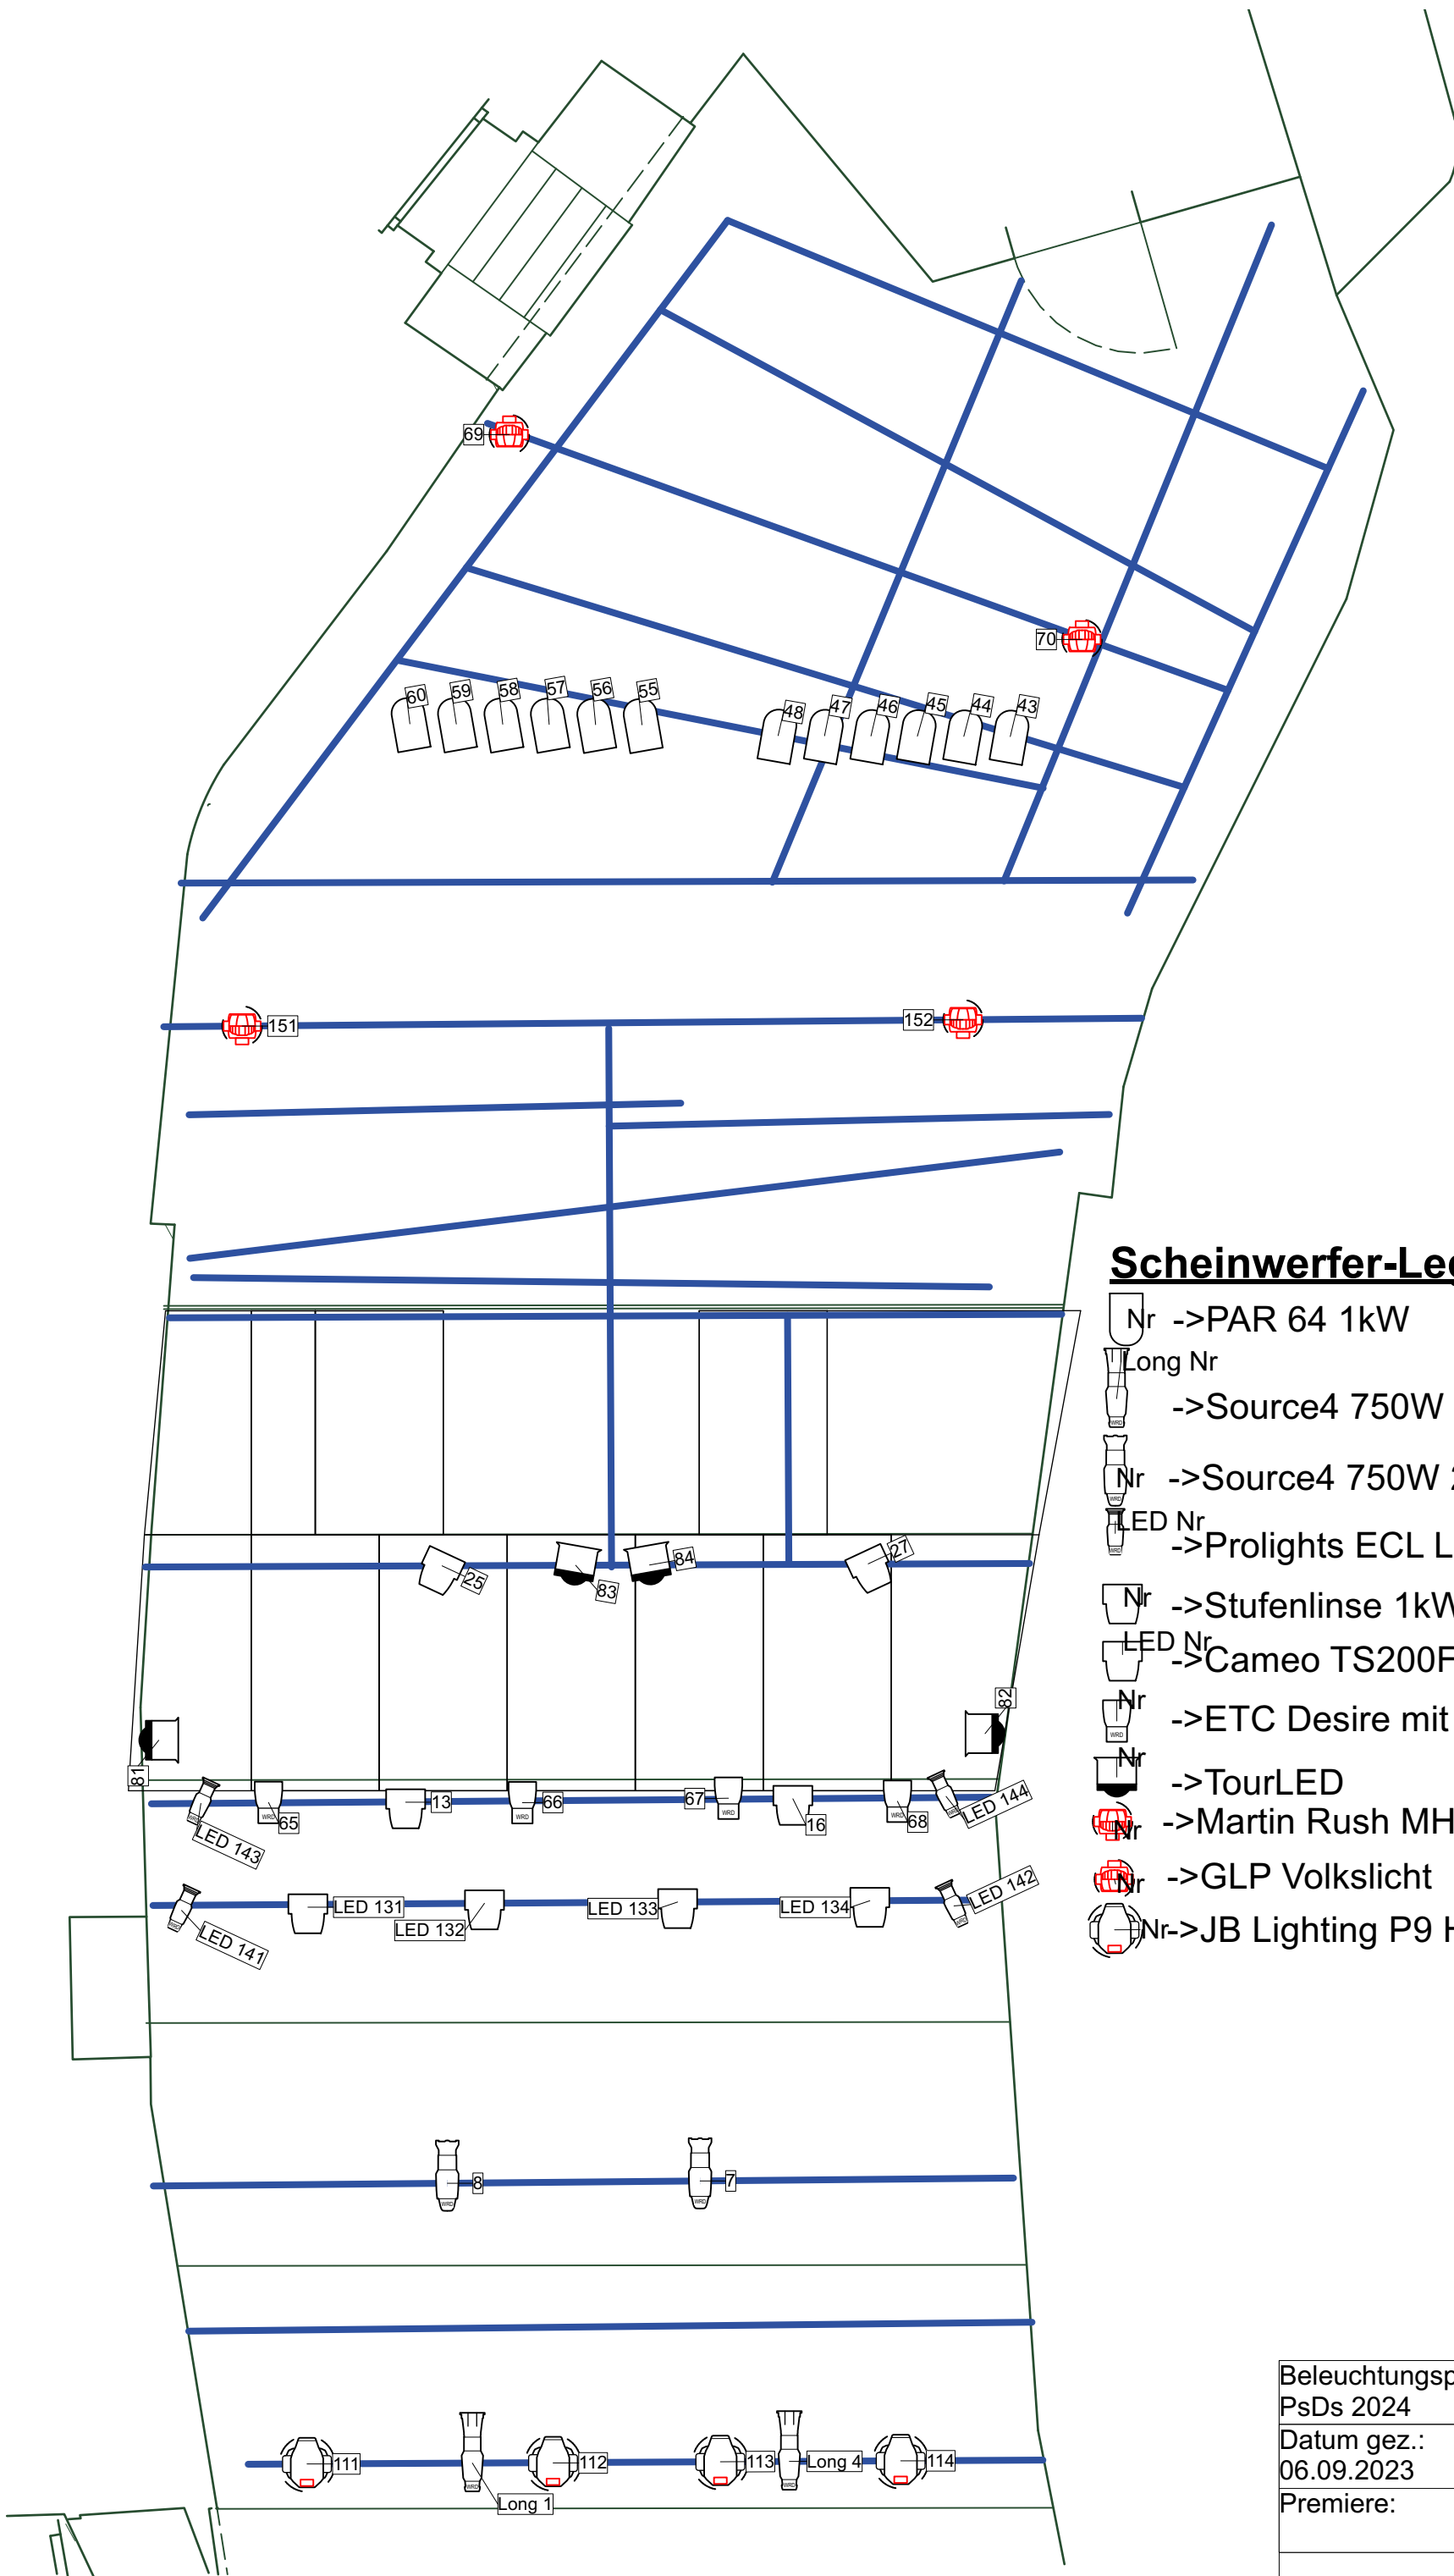 69
70
60 59 58 57 56 55
48 47 46 45 44 43
151
152
Scheinwerfer-Leg
Nr ->PAR 64 1kW
Long Nr
->Source4 750W
Nr ->Source4 750W
LED Nr
->Prolights ECL L
Nr ->Stufenlinse 1kW
LED Nr
->Cameo TS200F
Nr
->ETC Desire mit
Nr
->TourLED
Nr ->Martin Rush MH
Nr ->GLP Volkslicht
Nr->JB Lighting P9 H
25 83 84 27
81 82
LED 143 65 13 66 67 16 68 LED 144
LED 141 LED 131 LED 132 LED 133 LED 134 LED 142
8 7
111 Long 1 112 113 Long 4 114
Beleuchtungsp
PsDs 2024
Datum gez.:
06.09.2023
Premiere: